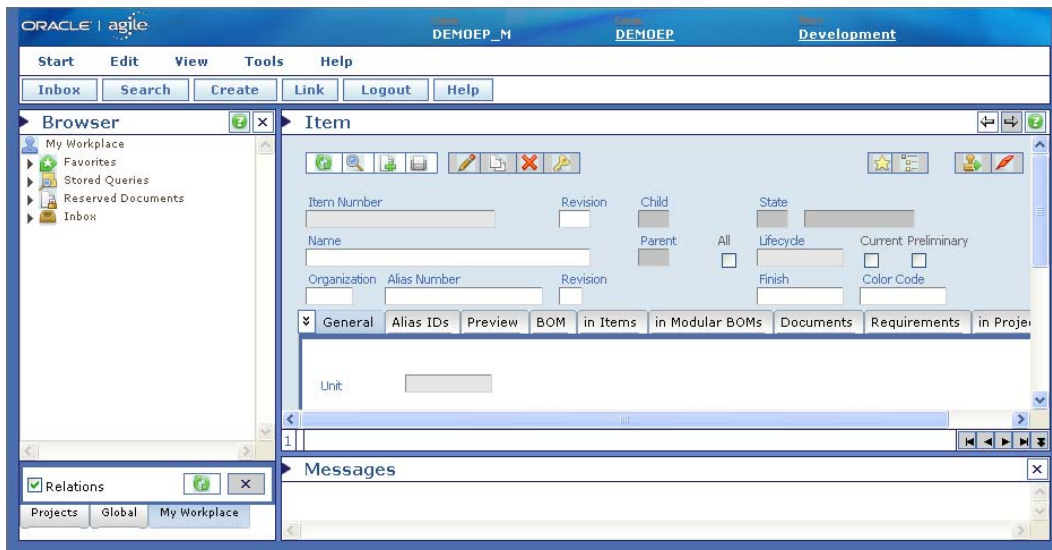 ORACLE | agile
DEMOEP_M DEMOEP Development
Start Edit View Tools Help
Inbox Search Create Link Logout Help
Browser
My Workplace
Favorites
Stored Queries
Reserved Documents
Inbox
Relations
Projects Global My Workplace
Item
Item Number Revision Child State
Name Parent All Lifecycle Current Preliminary
Organization Alias Number Revision Finish Color Code
General Alias IDs Preview BOM in Items in Modular BOMs Documents Requirements in Proje
Unit
1
Messages